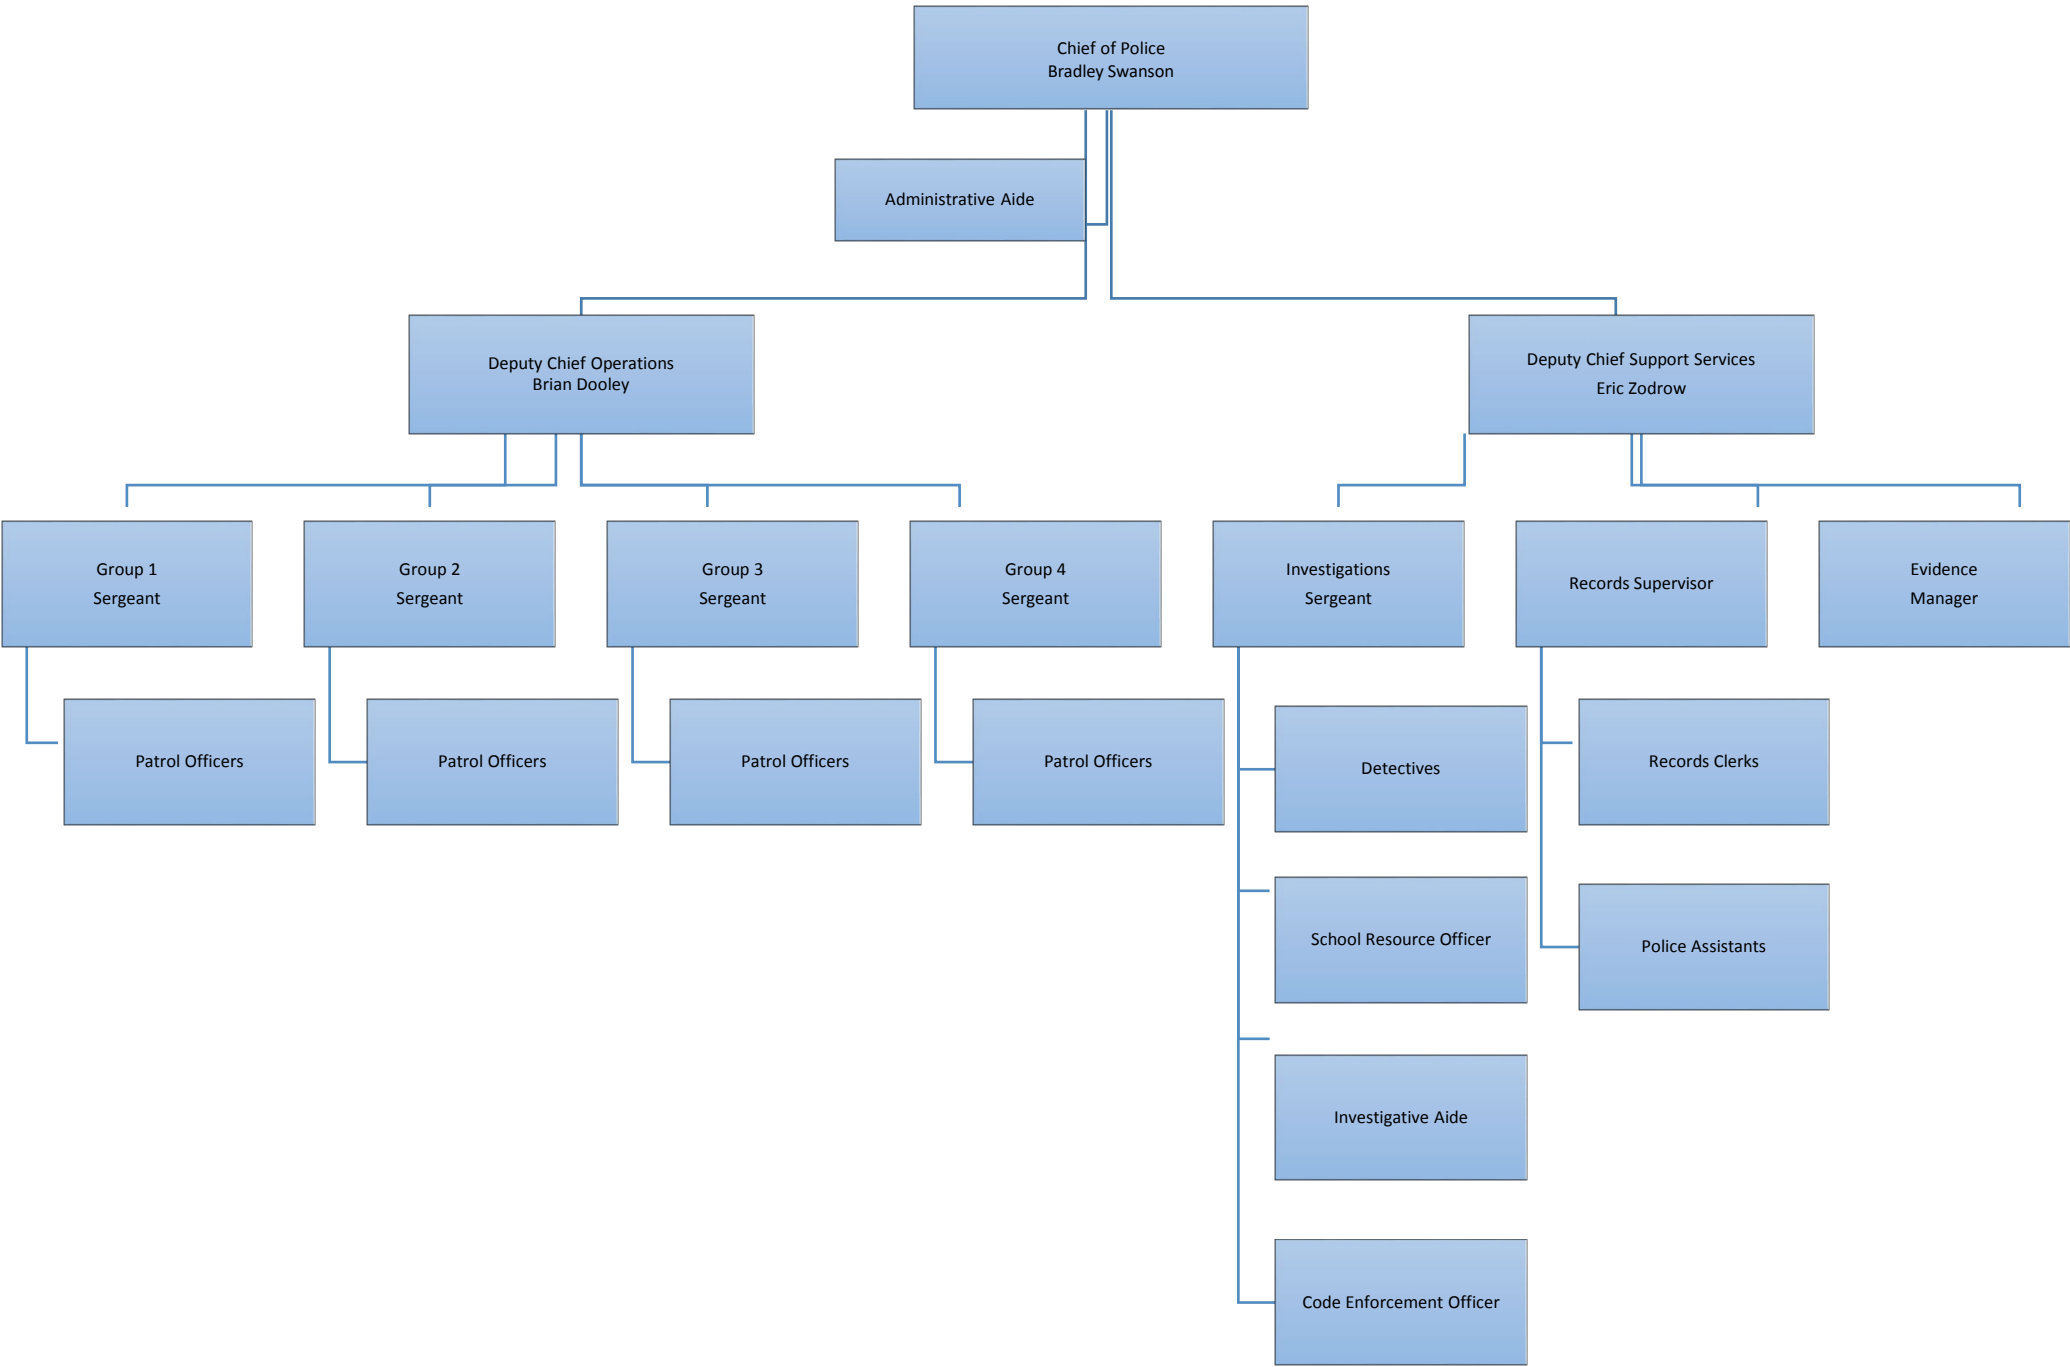 Chief of Police
Bradley Swanson
Administrative Aide
Deputy Chief Operations
Brian Dooley
Deputy Chief Support Services
Eric Zodrow
Group 1
Sergeant
Group 2
Sergeant
Group 3
Sergeant
Group 4
Sergeant
Investigations
Sergeant
Records Supervisor
Evidence
Manager
Patrol Officers
Patrol Officers
Patrol Officers
Patrol Officers
Detectives
Records Clerks
School Resource Officer
Police Assistants
Investigative Aide
Code Enforcement Officer